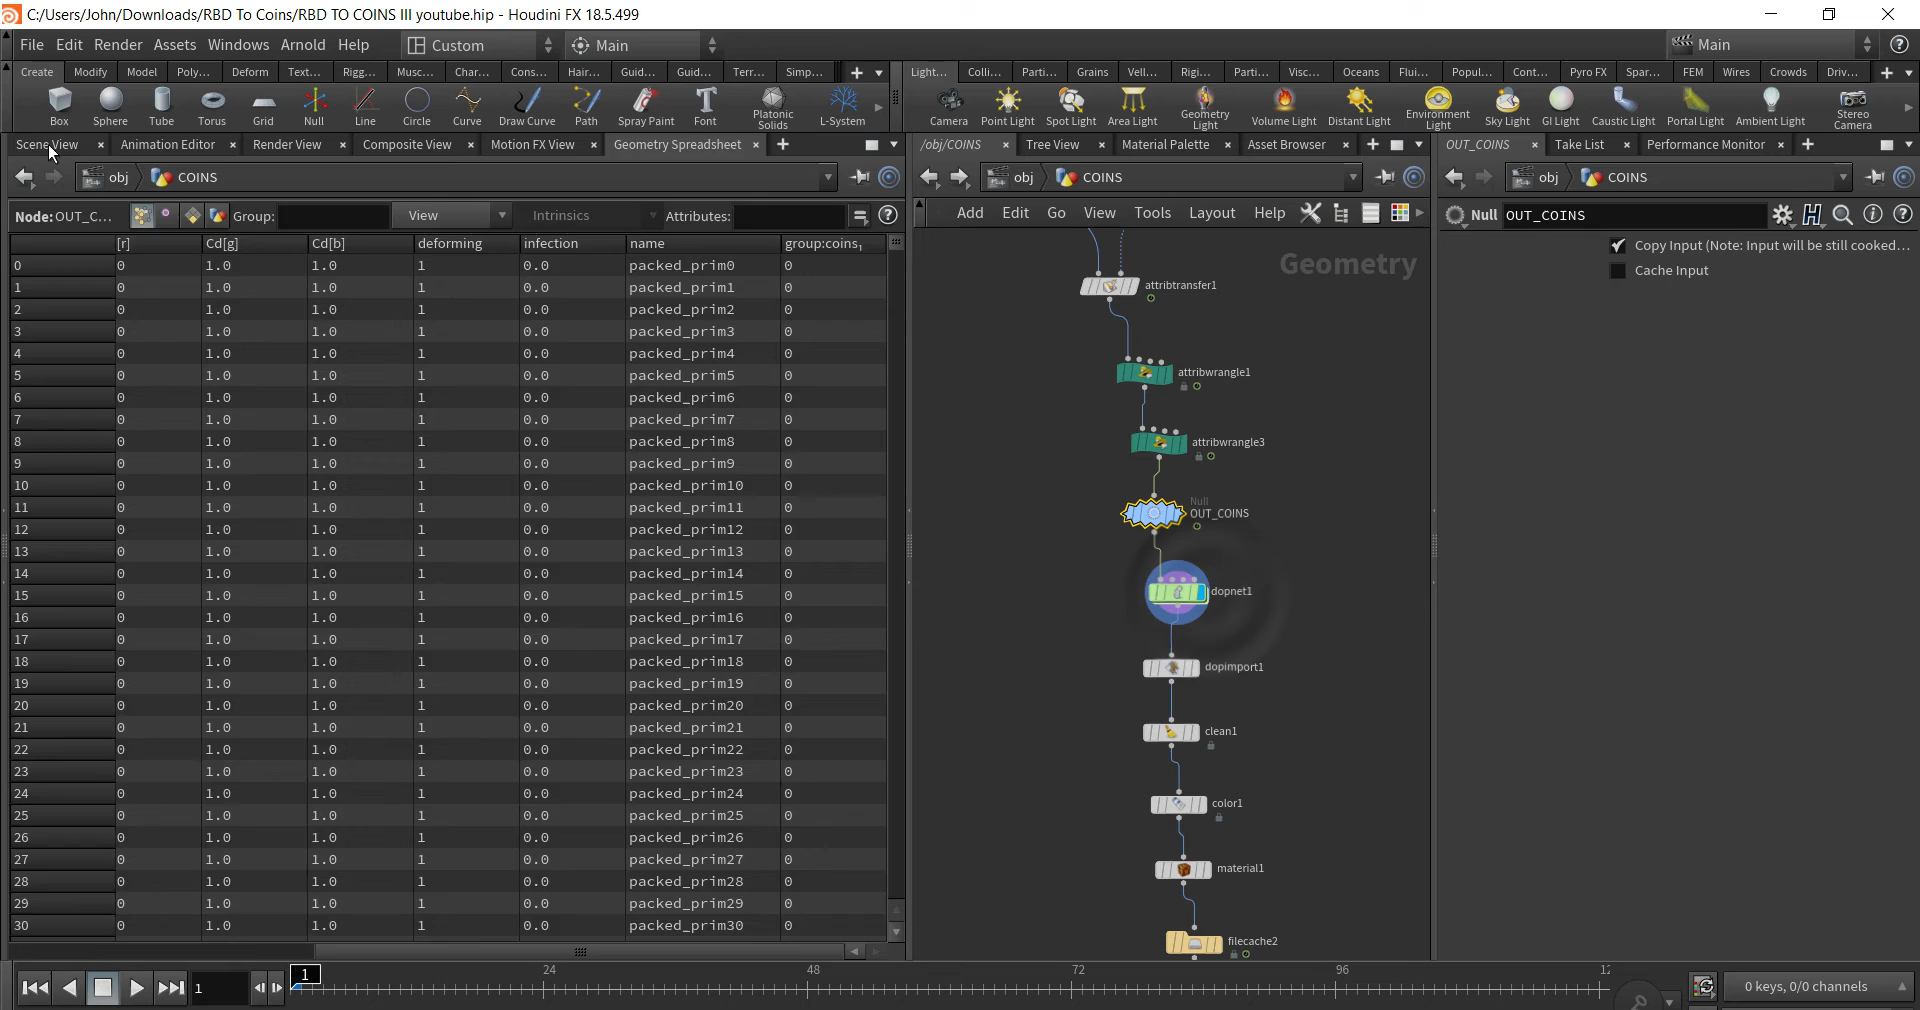 C:/Users/John/Downloads/RBD To Coins/RBD TO COINS III youtube.hip - Houdini FX 18.5.499
File Edit Render Assets Windows Arnold Help Custom Main Main
Create Modify Model Poly... Deform Text... Rigg... Musc... Char... Cons... Hair... Guid... Guid... Terr... Simp... Light... Colli... Parti... Grains Vell... Rigi... Parti... Visc... Oceans Flui... Popul... Cont... Pyro FX Spar... FEM Wires Crowds Driv...
Box Sphere Tube Torus Grid Null Line Circle Curve Draw Curve Path Spray Paint Font Platonic Solids L-System Camera Point Light Spot Light Area Light Geometry Light Volume Light Distant Light Environment Light Sky Light GI Light Caustic Light Portal Light Ambient Light Stereo Camera
Scene View Animation Editor Render View Composite View Motion FX View Geometry Spreadsheet /obj/COINS Tree View Material Palette Asset Browser OUT_COINS Take List Performance Monitor
obj COINS obj COINS obj COINS
Node: OUT_C... Group: View Intrinsics Attributes: Add Edit Go View Tools Layout Help Null OUT_COINS
[r] Cd[g] Cd[b] deforming infection name group:coins,
0 0 1.0 1.0 1 0.0 packed_prim0 0
1 0 1.0 1.0 1 0.0 packed_prim1 0
2 0 1.0 1.0 1 0.0 packed_prim2 0
3 0 1.0 1.0 1 0.0 packed_prim3 0
4 0 1.0 1.0 1 0.0 packed_prim4 0
5 0 1.0 1.0 1 0.0 packed_prim5 0
6 0 1.0 1.0 1 0.0 packed_prim6 0
7 0 1.0 1.0 1 0.0 packed_prim7 0
8 0 1.0 1.0 1 0.0 packed_prim8 0
9 0 1.0 1.0 1 0.0 packed_prim9 0
10 0 1.0 1.0 1 0.0 packed_prim10 0
11 0 1.0 1.0 1 0.0 packed_prim11 0
12 0 1.0 1.0 1 0.0 packed_prim12 0
13 0 1.0 1.0 1 0.0 packed_prim13 0
14 0 1.0 1.0 1 0.0 packed_prim14 0
15 0 1.0 1.0 1 0.0 packed_prim15 0
16 0 1.0 1.0 1 0.0 packed_prim16 0
17 0 1.0 1.0 1 0.0 packed_prim17 0
18 0 1.0 1.0 1 0.0 packed_prim18 0
19 0 1.0 1.0 1 0.0 packed_prim19 0
20 0 1.0 1.0 1 0.0 packed_prim20 0
21 0 1.0 1.0 1 0.0 packed_prim21 0
22 0 1.0 1.0 1 0.0 packed_prim22 0
23 0 1.0 1.0 1 0.0 packed_prim23 0
24 0 1.0 1.0 1 0.0 packed_prim24 0
25 0 1.0 1.0 1 0.0 packed_prim25 0
26 0 1.0 1.0 1 0.0 packed_prim26 0
27 0 1.0 1.0 1 0.0 packed_prim27 0
28 0 1.0 1.0 1 0.0 packed_prim28 0
29 0 1.0 1.0 1 0.0 packed_prim29 0
30 0 1.0 1.0 1 0.0 packed_prim30 0
Geometry
attribtransfer1
attribwrangle1
attribwrangle3
Null
OUT_COINS
dopnet1
dopimport1
clean1
color1
material1
filecache2
Copy Input (Note: Input will be still cooked...
Cache Input
1 1 24 48 72 96 12
0 keys, 0/0 channels